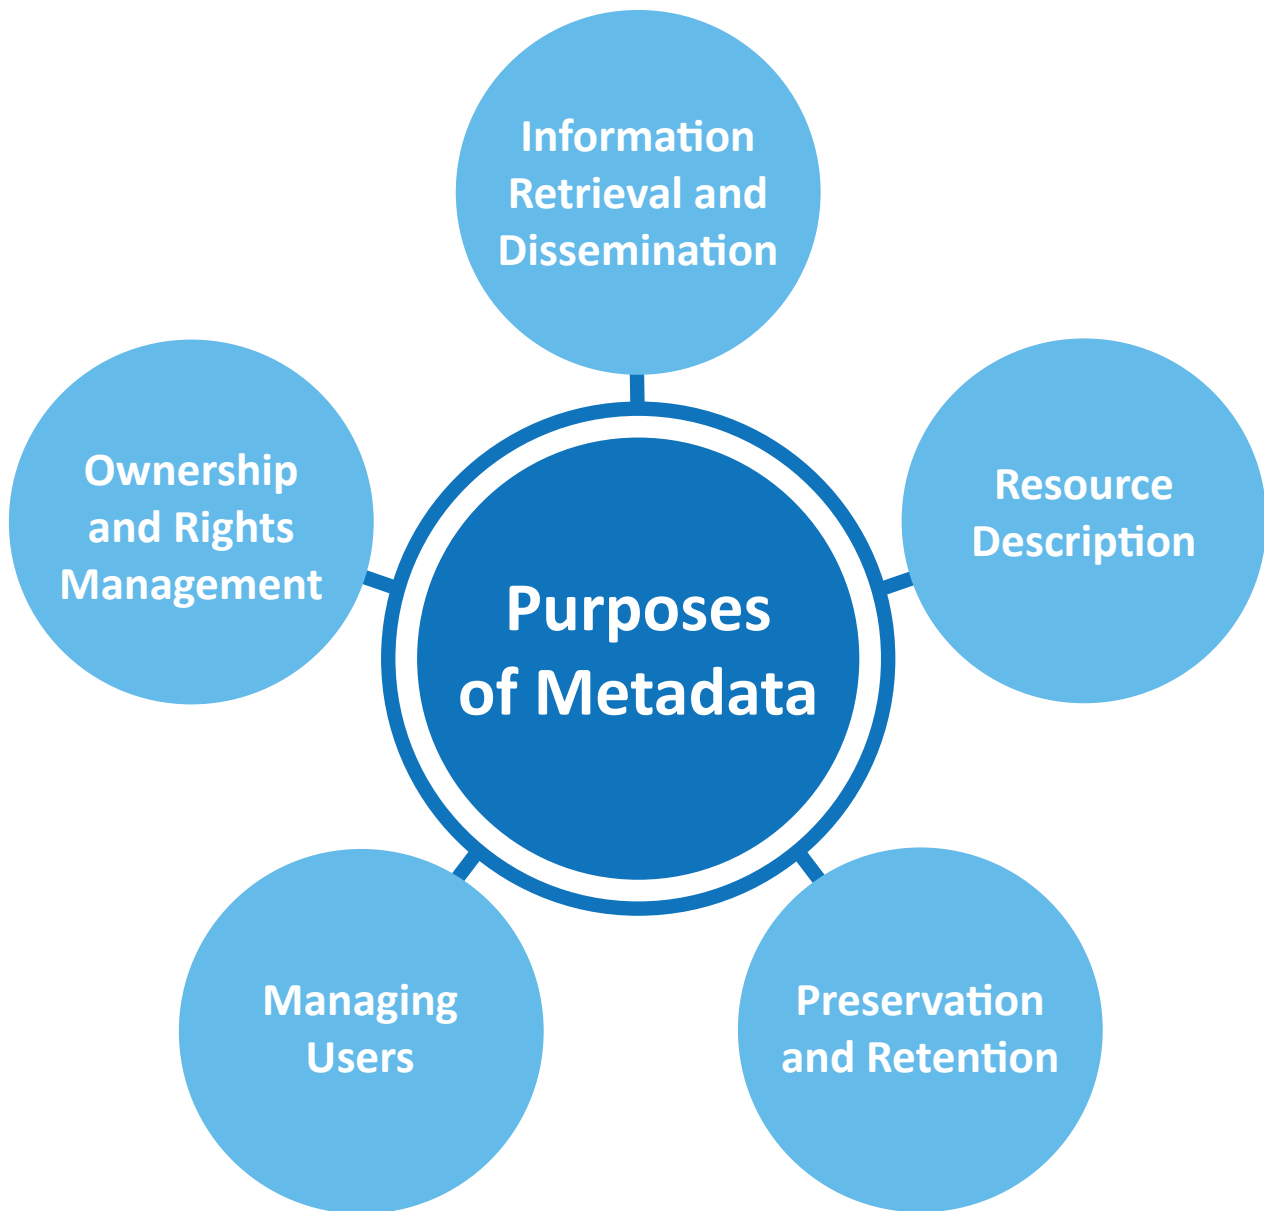 Information
Retrieval and
Dissemination
Resource
Description
Preservation
and Retention
Managing
Users
Ownership
and Rights
Management
Purposes
of Metadata